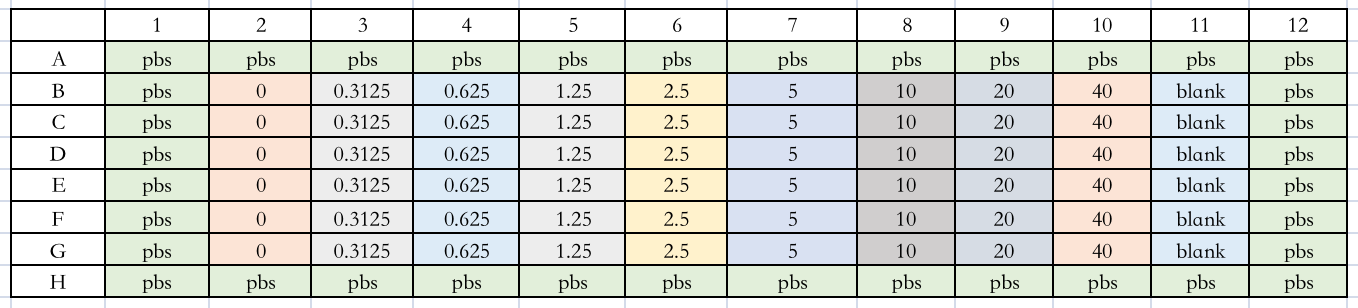 1 2 3 4 5 6 7 8 9 10 11 12
A pbs pbs pbs pbs pbs pbs pbs pbs pbs pbs pbs pbs
B pbs 0 0.3125 0.625 1.25 2.5 5 10 20 40 blank pbs
C pbs 0 0.3125 0.625 1.25 2.5 5 10 20 40 blank pbs
D pbs 0 0.3125 0.625 1.25 2.5 5 10 20 40 blank pbs
E pbs 0 0.3125 0.625 1.25 2.5 5 10 20 40 blank pbs
F pbs 0 0.3125 0.625 1.25 2.5 5 10 20 40 blank pbs
G pbs 0 0.3125 0.625 1.25 2.5 5 10 20 40 blank pbs
H pbs pbs pbs pbs pbs pbs pbs pbs pbs pbs pbs pbs